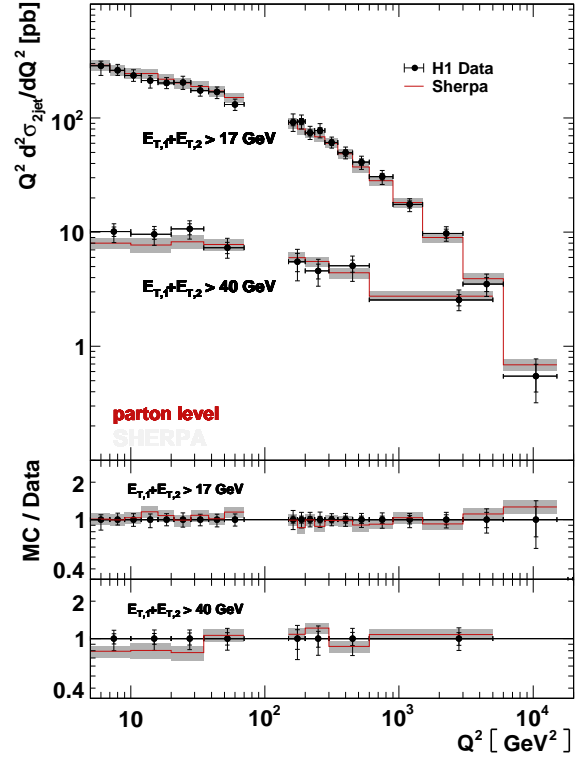 Q² d²σ₂jet/dQ² [pb]
H1 Data
Sherpa
10²
E_T,1+E_T,2 > 17 GeV
10
E_T,1+E_T,2 > 40 GeV
1
parton level
SHERPA
MC / Data
E_T,1+E_T,2 > 17 GeV
2
1
0.4
E_T,1+E_T,2 > 40 GeV
2
1
0.4
10 10² 10³ 10⁴
Q² [ GeV² ]